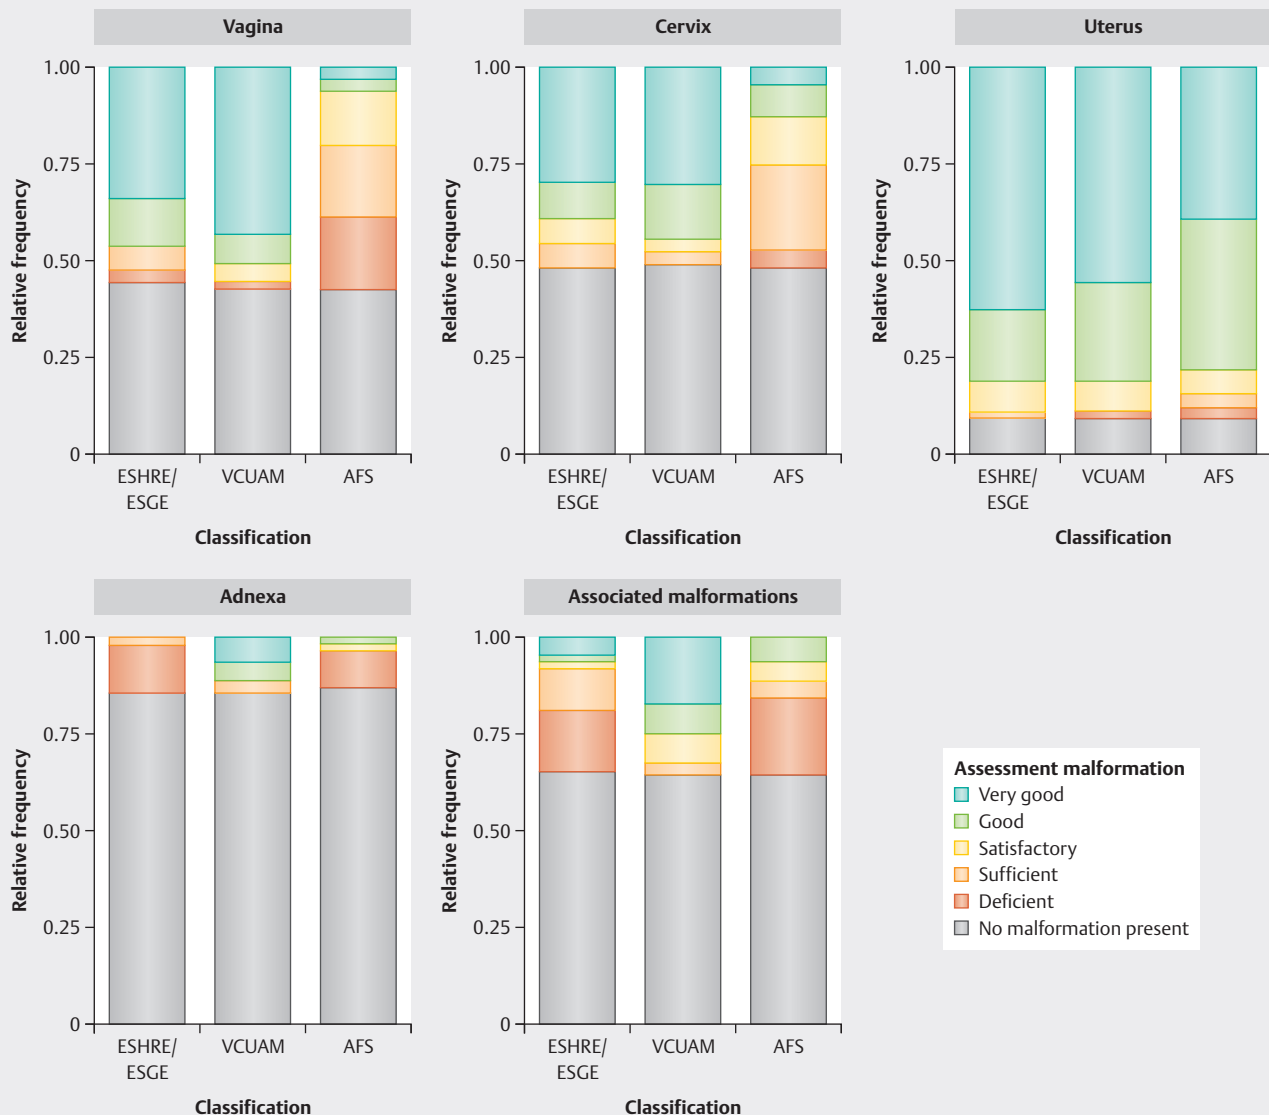 Vagina
Relative frequency
1.00
0.75
0.50
0.25
0
ESHRE/
ESGE
VCUAM
AFS
Classification
Cervix
Relative frequency
1.00
0.75
0.50
0.25
0
ESHRE/
ESGE
VCUAM
AFS
Classification
Uterus
Relative frequency
1.00
0.75
0.50
0.25
0
ESHRE/
ESGE
VCUAM
AFS
Classification
Adnexa
Relative frequency
1.00
0.75
0.50
0.25
0
ESHRE/
ESGE
VCUAM
AFS
Classification
Associated malformations
Relative frequency
1.00
0.75
0.50
0.25
0
ESHRE/
ESGE
VCUAM
AFS
Classification
Assessment malformation
Very good
Good
Satisfactory
Sufficient
Deficient
No malformation present